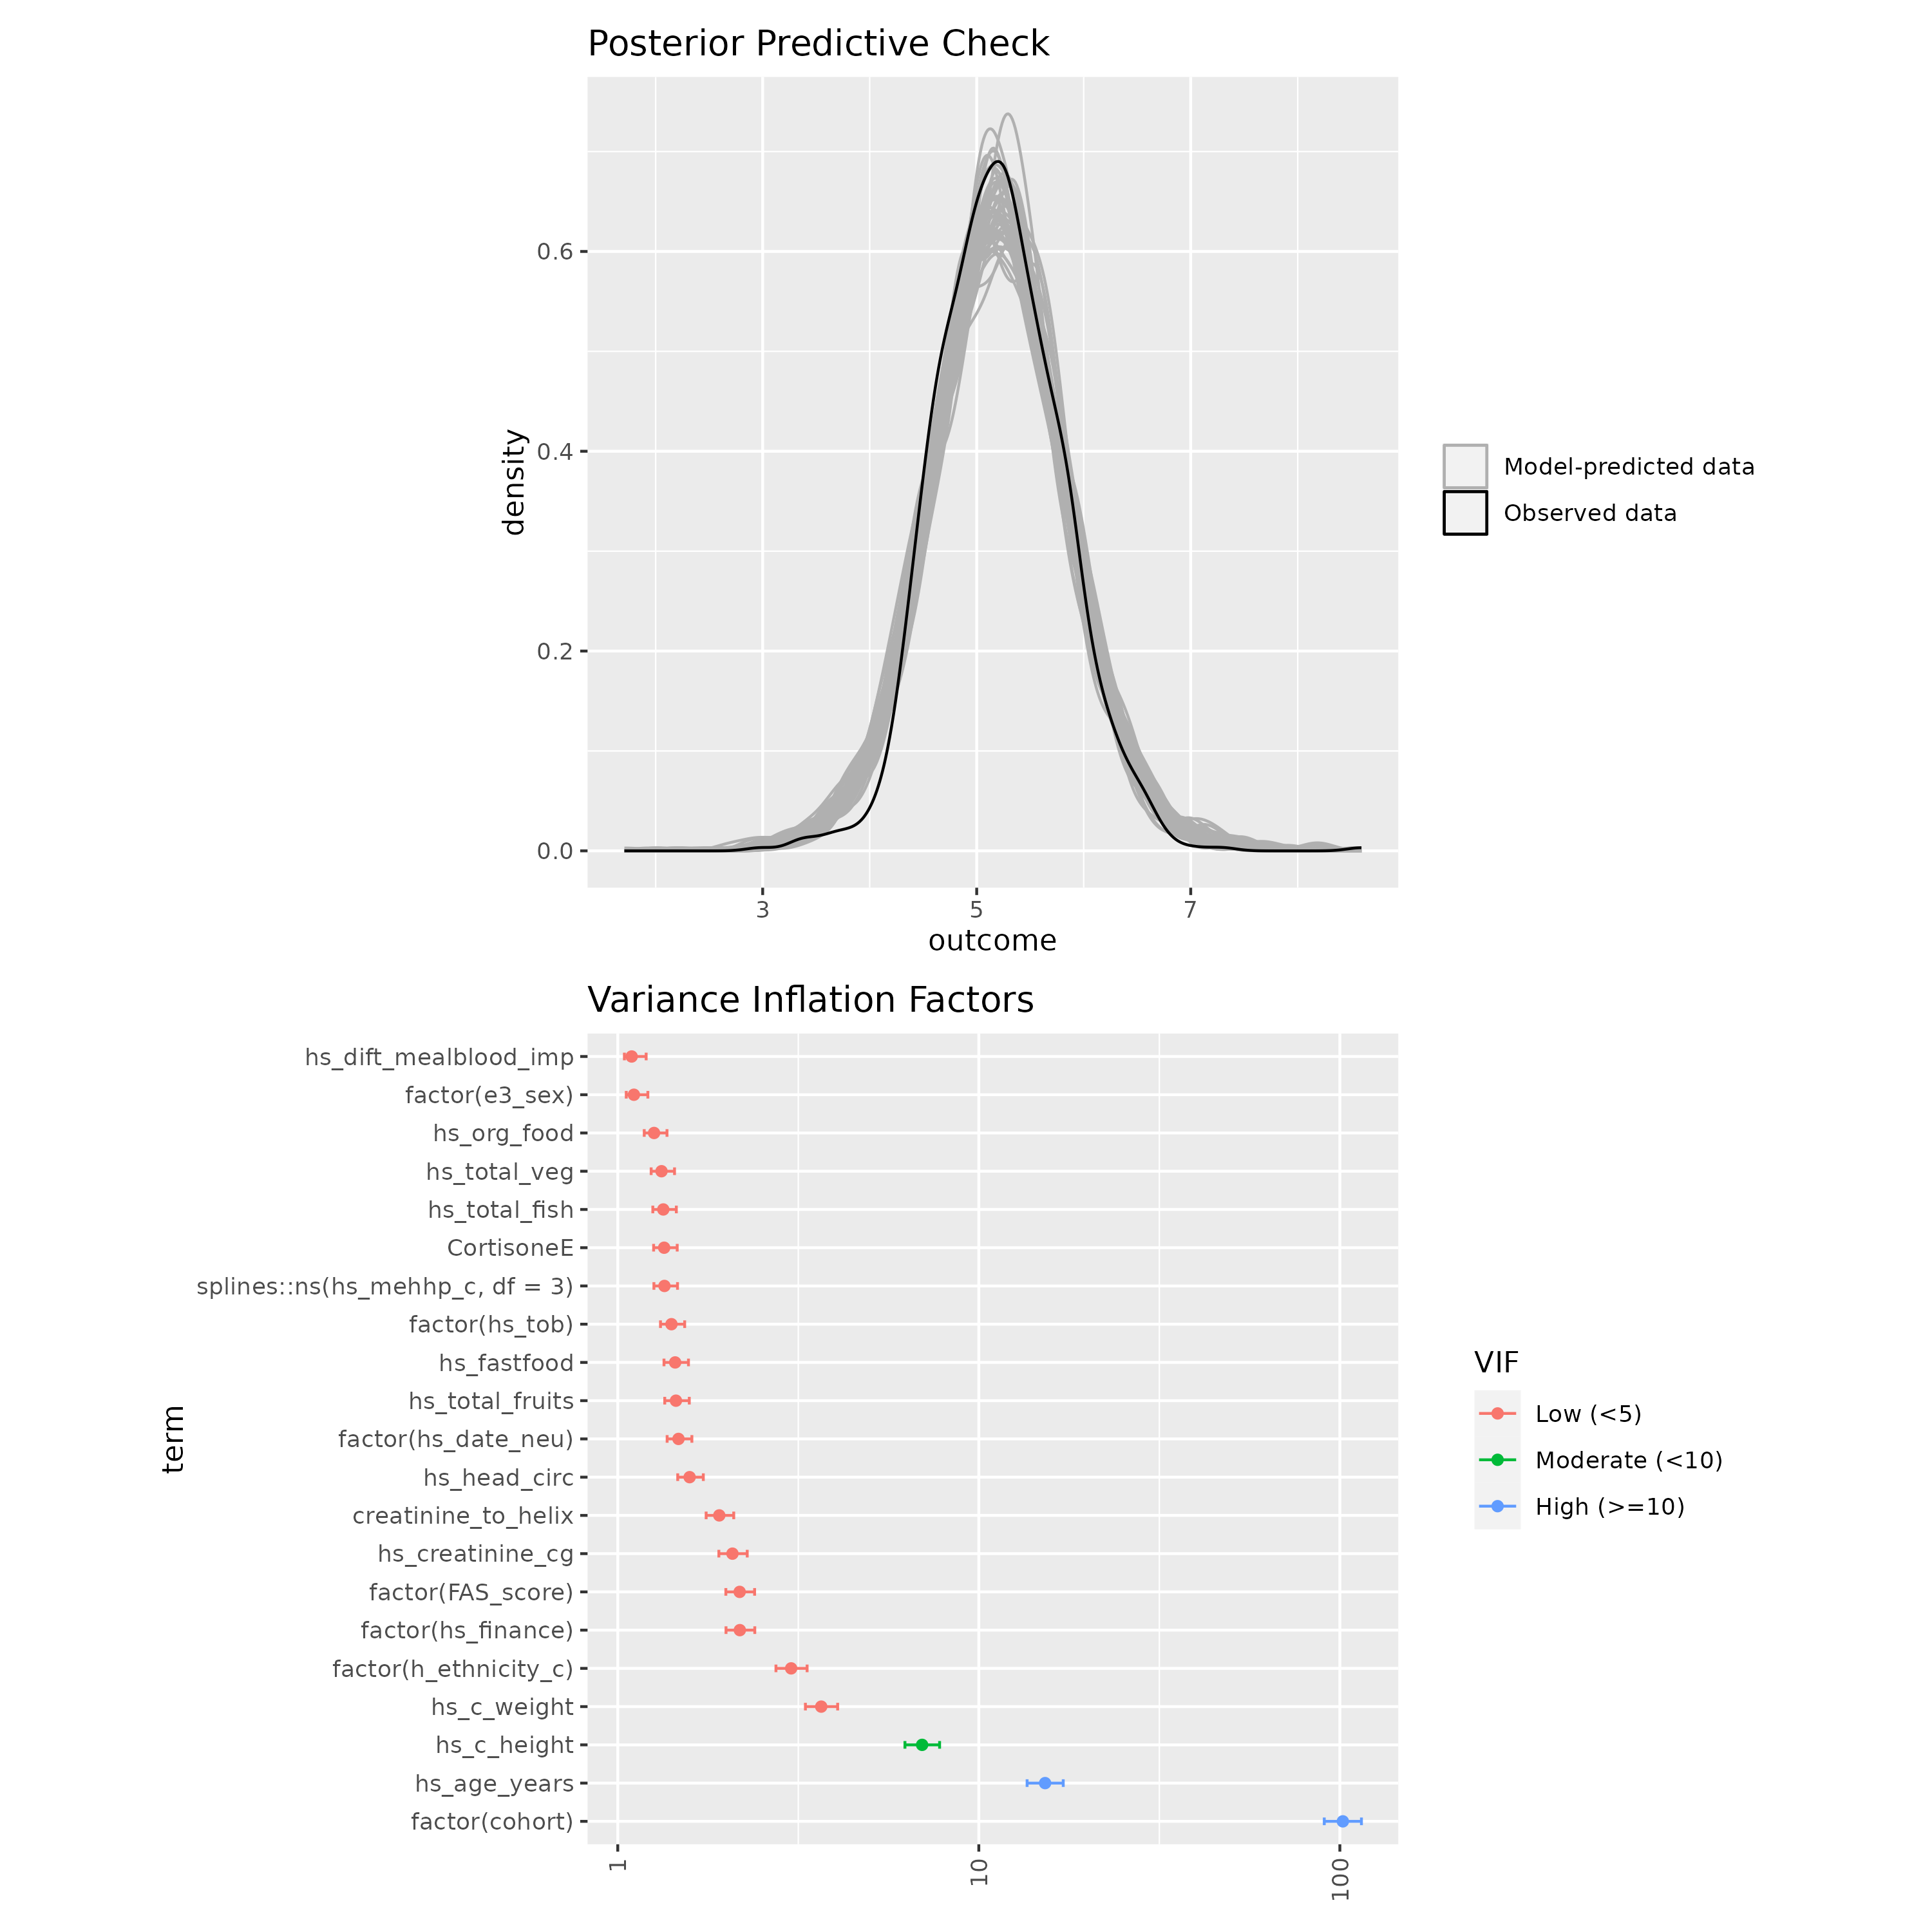 Posterior Predictive Check
0.6
0.4
0.2
0.0
density
3
5
7
outcome
Model-predicted data
Observed data
Variance Inflation Factors
hs_dift_mealblood_imp
factor(e3_sex)
hs_org_food
hs_total_veg
hs_total_fish
CortisoneE
splines::ns(hs_mehhp_c, df = 3)
factor(hs_tob)
hs_fastfood
hs_total_fruits
factor(hs_date_neu)
hs_head_circ
creatinine_to_helix
hs_creatinine_cg
factor(FAS_score)
factor(hs_finance)
factor(h_ethnicity_c)
hs_c_weight
hs_c_height
hs_age_years
factor(cohort)
term
1
10
100
VIF
Low (<5)
Moderate (<10)
High (>=10)